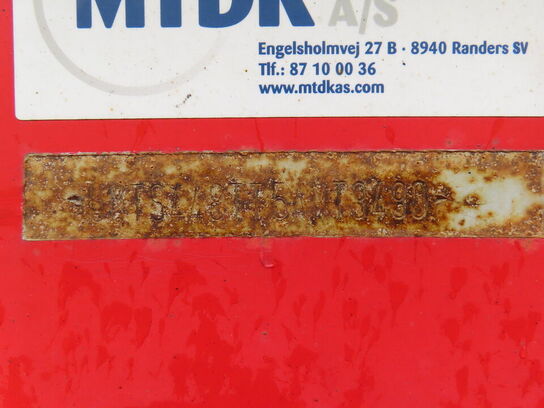 MTDK A/S
Engelsholmvej 27 B · 8940 Randers SV
Tlf.: 87 10 00 36
www.mtdkas.com